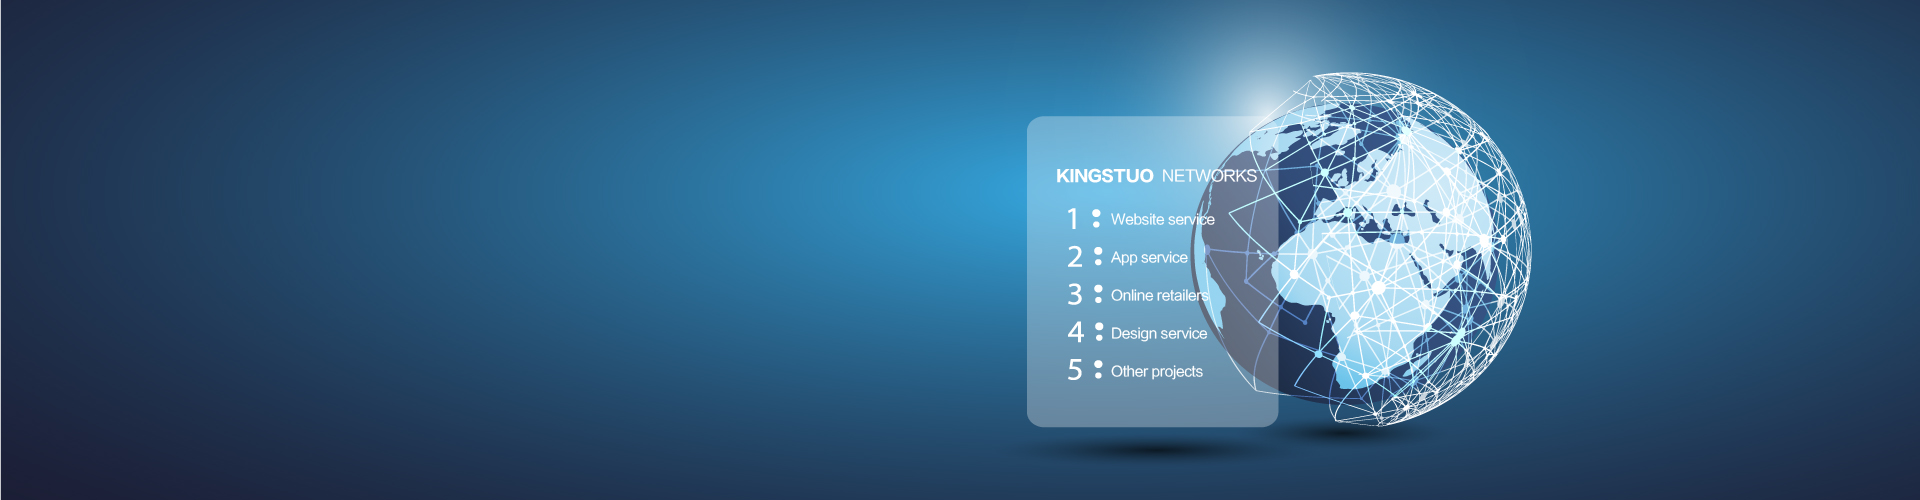 KINGSTUO NETWORKS
1 : Website service
2 : App service
3 : Online retailers
4 : Design service
5 : Other projects